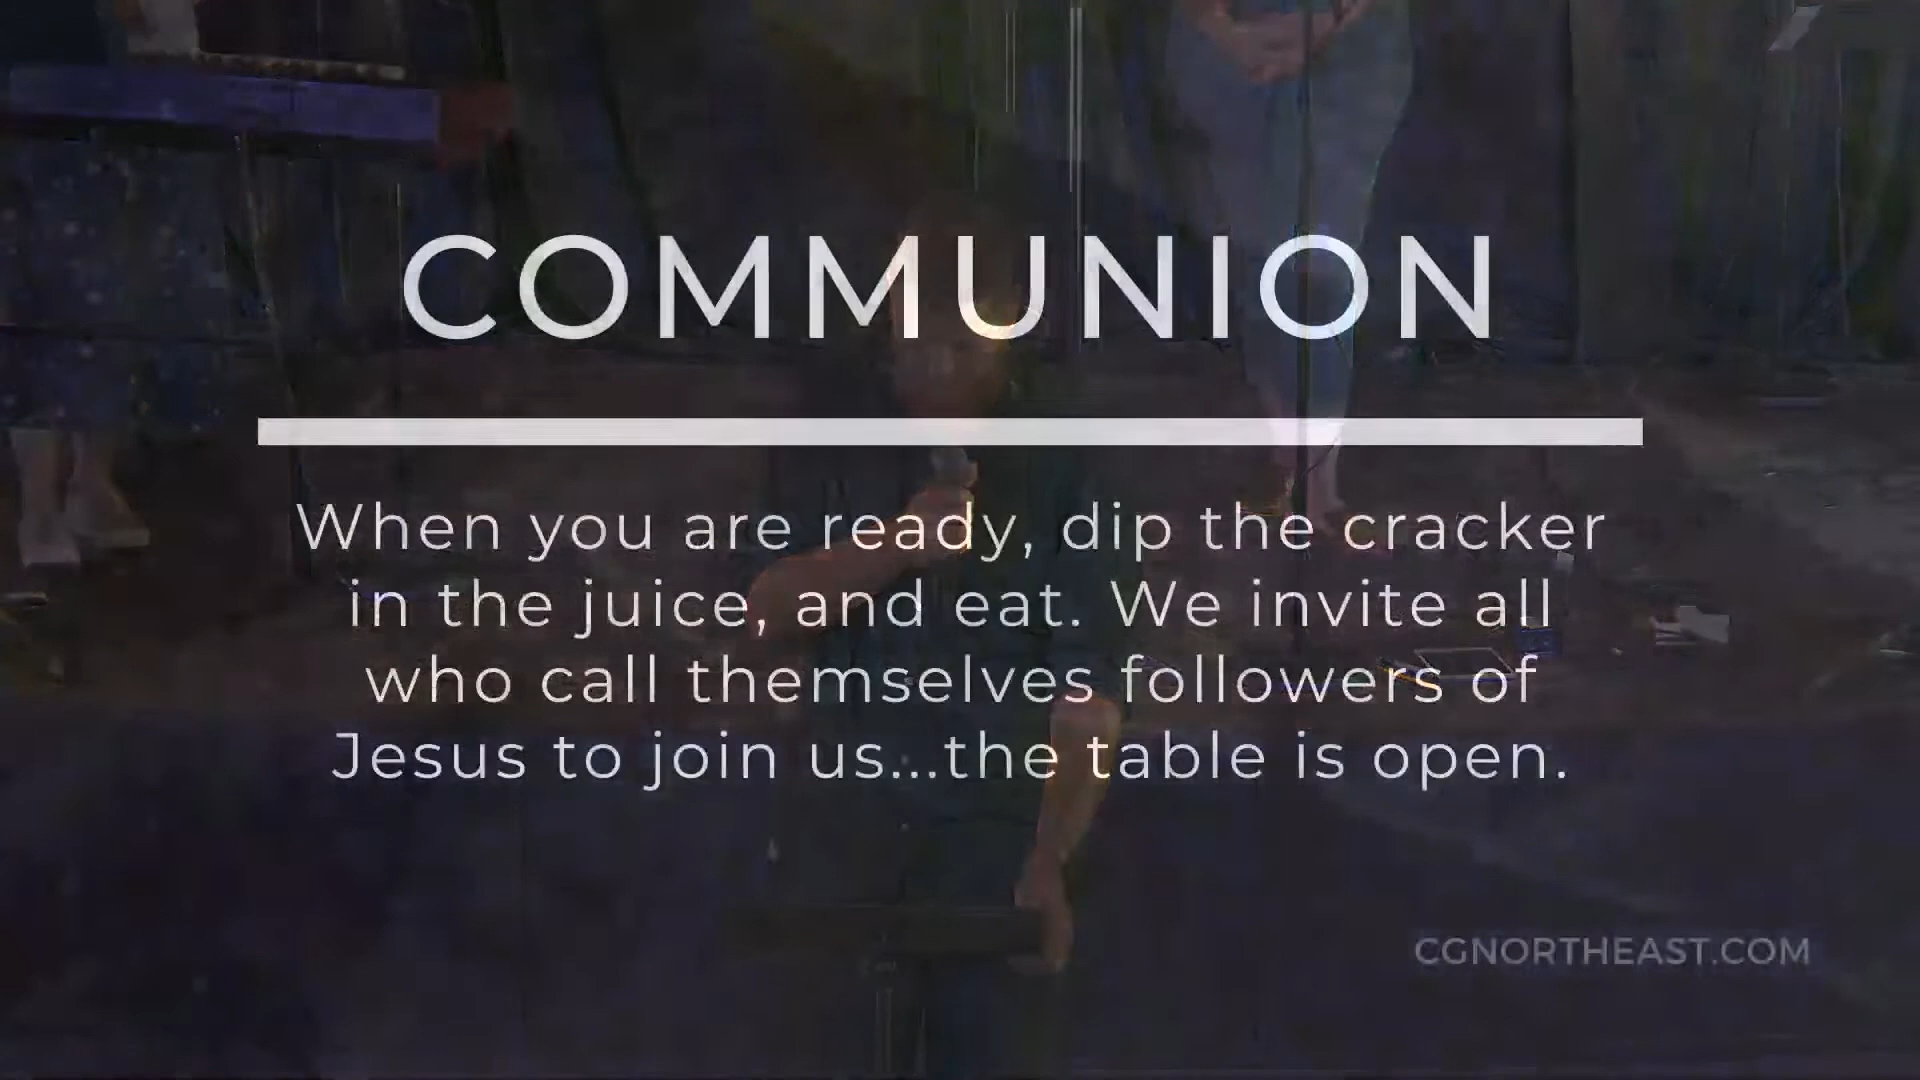 COMMUNION
When you are ready, dip the cracker
in the juice, and eat. We invite all
who call themselves followers of
Jesus to join us...the table is open.
CGNORTHEAST.COM